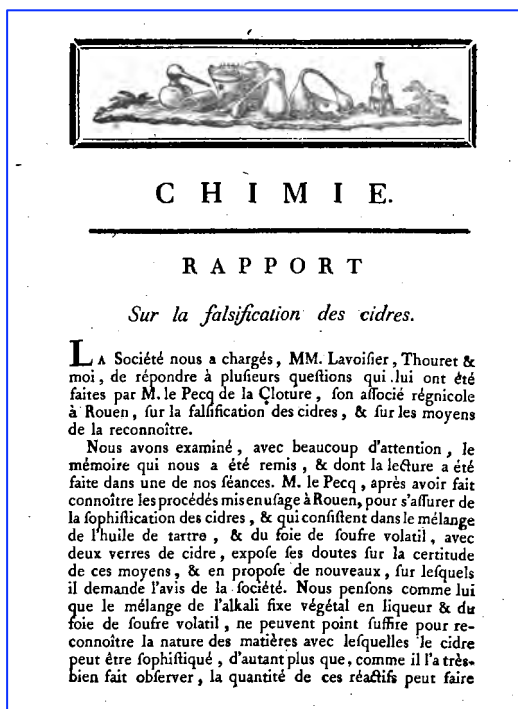 CHIMIE.
RAPPORT
Sur la falsification des cidres.
LA Société nous a chargés, MM. Lavoiſier, Thouret &
moi, de répondre à pluſieurs queſtions qui lui ont été
faites par M. le Pecq de la Cloture, ſon aſſocié régnicole
à Rouen, ſur la falſification des cidres, & ſur les moyens
de la reconnoître.
Nous avons examiné, avec beaucoup d'attention, le
mémoire qui nous a été remis, & dont la lecture a été
faite dans une de nos ſéances. M. le Pecq, après avoir fait
connoître les procédés mis en uſage à Rouen, pour s'aſſurer de
la ſophiſtication des cidres, & qui conſiſtent dans le mélange
de l'huile de tartre, & du foie de ſoufre volatil, avec
deux verres de cidre, expoſe ſes doutes ſur la certitude
de ces moyens, & en propoſe de nouveaux, ſur leſquels
il demande l'avis de la ſociété. Nous penſons comme lui
que le mélange de l'alkali fixe végétal en liqueur & du
foie de ſoufre volatil, ne peuvent point ſuffire pour re-
connoître la nature des matières avec leſquelles le cidre
peut être ſophiſtiqué, d'autant plus que, comme il l'a très-
bien fait obſerver, la quantité de ces réactifs peut faire